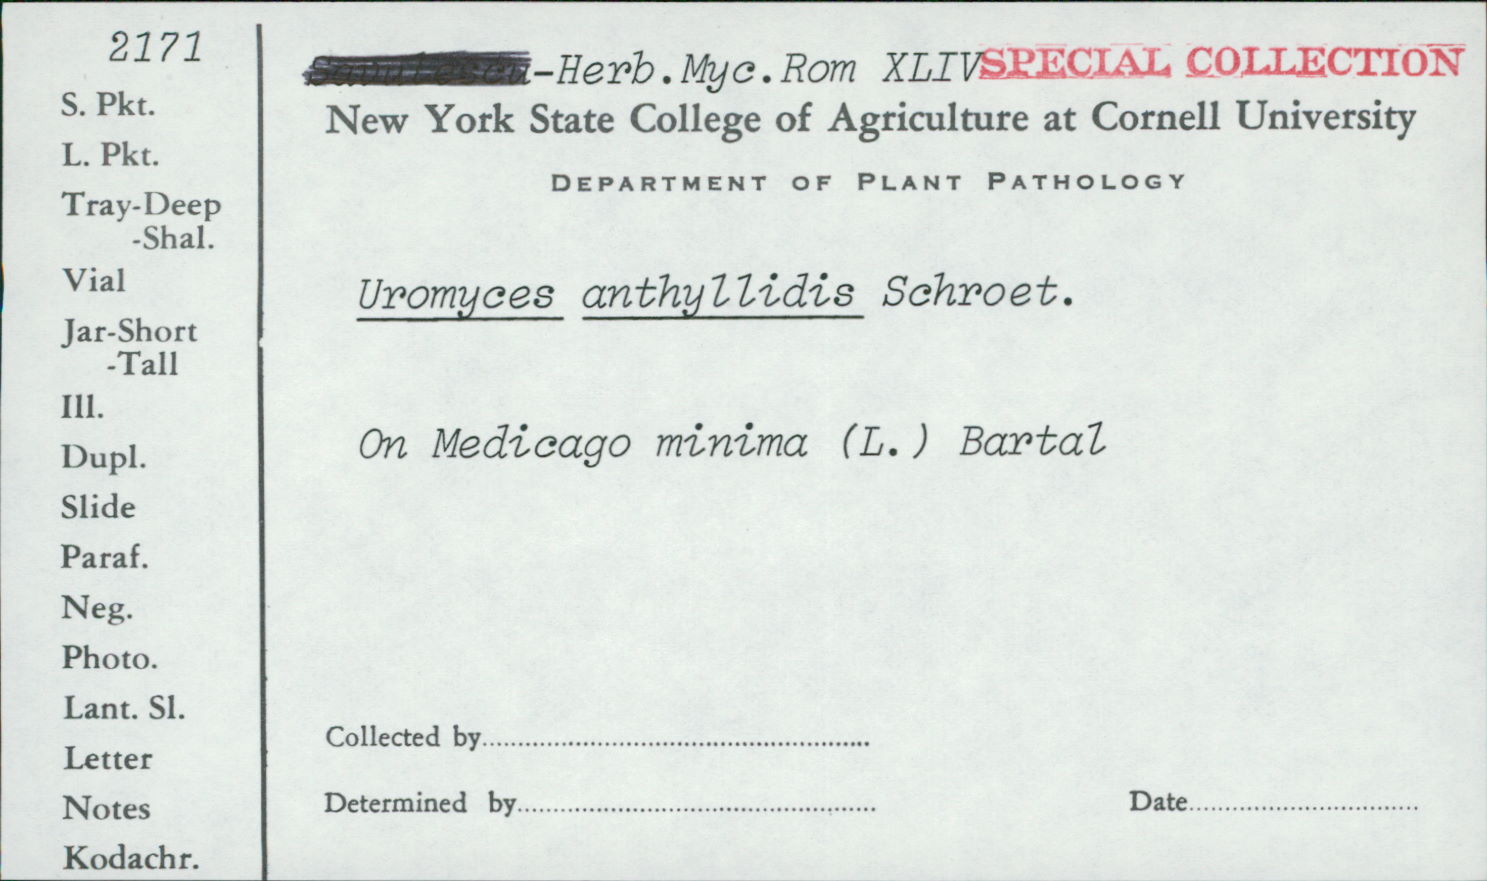 2171
S. Pkt.
L. Pkt.
Tray-Deep
-Shal.
Vial
Jar-Short
-Tall
Ill.
Dupl.
Slide
Paraf.
Neg.
Photo.
Lant. Sl.
Letter
Notes
Kodachr.
-Herb.Myc.Rom XLIV SPECIAL COLLECTION
New York State College of Agriculture at Cornell University
DEPARTMENT OF PLANT PATHOLOGY
Uromyces anthyllidis Schroet.
On Medicago minima (L.) Bartal
Collected by
Determined by
Date